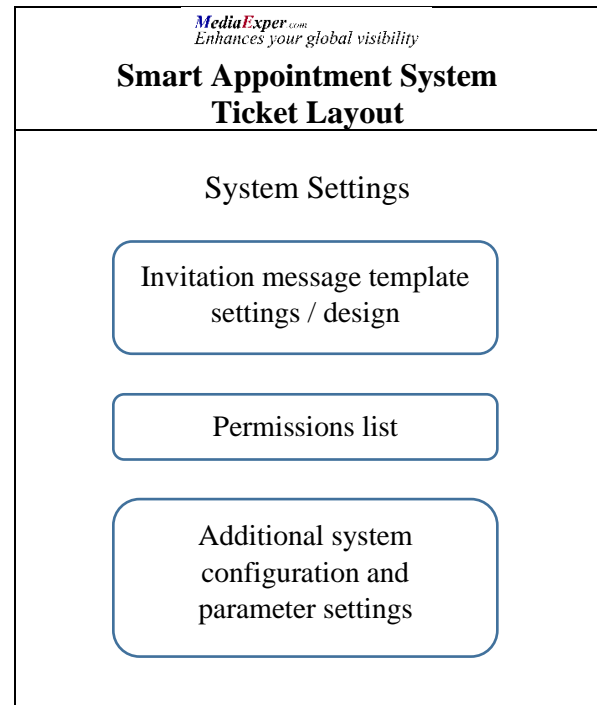 MediaExper.com
Enhances your global visibility
Smart Appointment System
Ticket Layout
System Settings
Invitation message template
settings / design
Permissions list
Additional system
configuration and
parameter settings